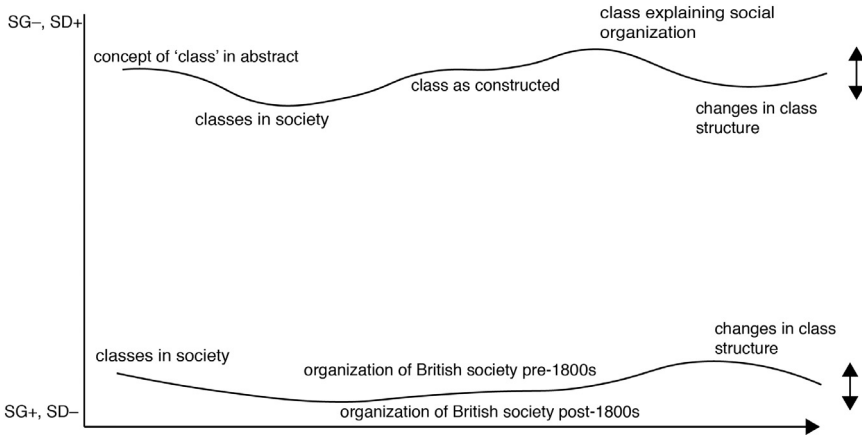 SG–, SD+
class explaining social
organization
concept of ‘class’ in abstract
class as constructed
classes in society
changes in class
structure
changes in class
structure
classes in society
organization of British society pre-1800s
SG+, SD–
organization of British society post-1800s